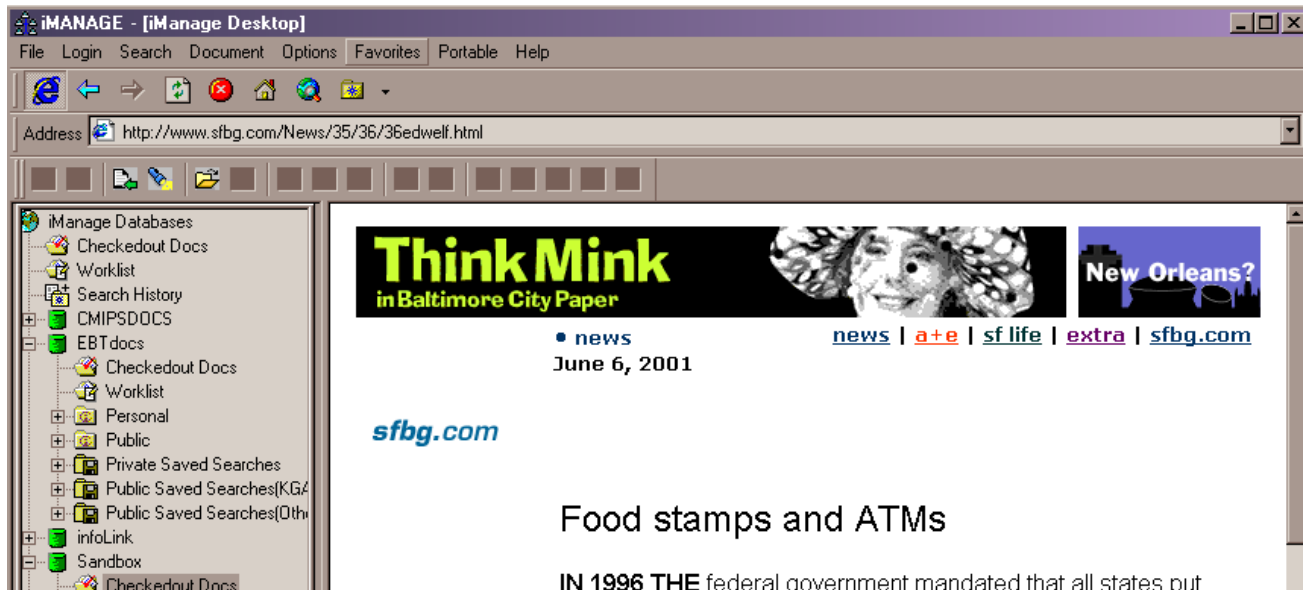 iMANAGE - [iManage Desktop]
File Login Search Document Options Favorites Portable Help
Address http://www.sfbg.com/News/35/36/36edwelf.html
iManage Databases
Checkedout Docs
Worklist
Search History
CMIPSDOCS
EBTdocs
Checkedout Docs
Worklist
Personal
Public
Private Saved Searches
Public Saved Searches(KGA
Public Saved Searches(Oth
infoLink
Sandbox
Checkedout Docs
Think Mink
in Baltimore City Paper
New Orleans?
• news
news | a+e | sf life | extra | sfbg.com
June 6, 2001
sfbg.com
Food stamps and ATMs
IN 1996 THE federal government mandated that all states put